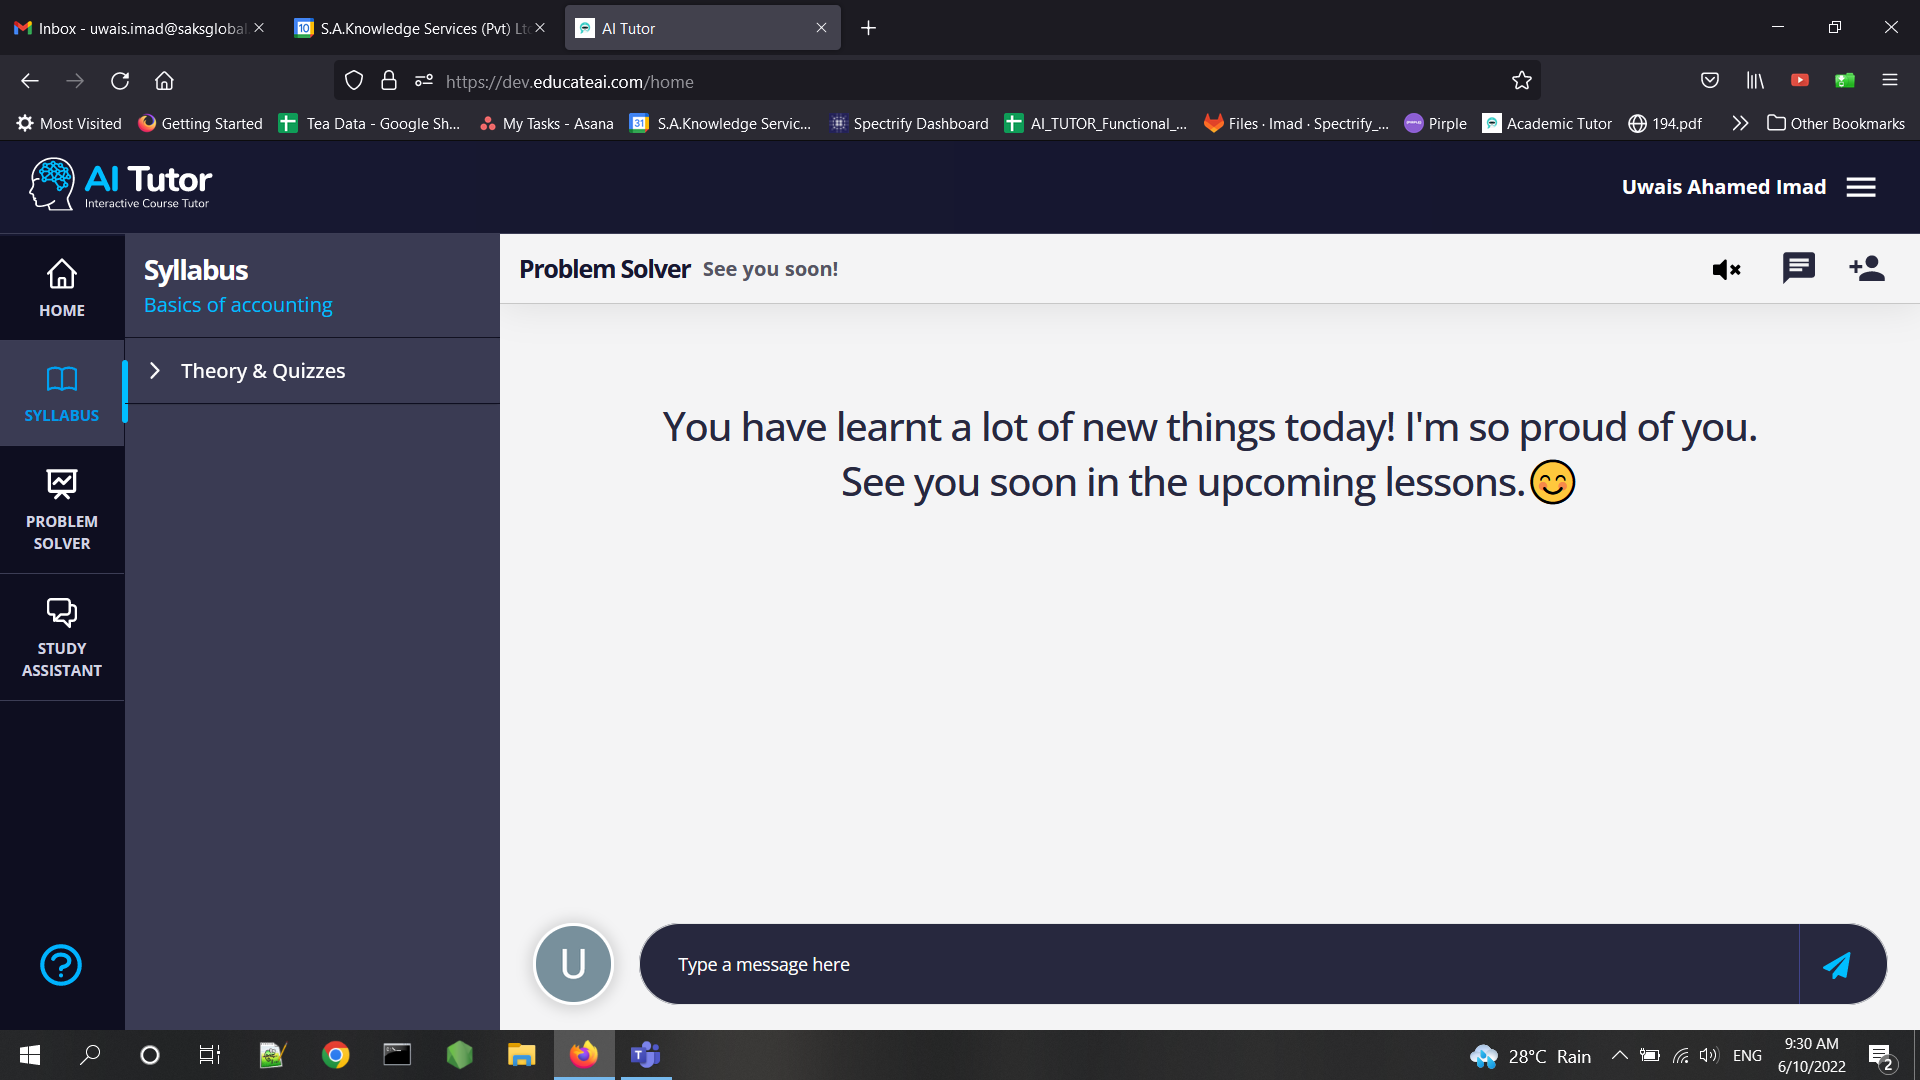 Inbox - uwais.imad@saksglobal
S.A.Knowledge Services (Pvt) Lt
AI Tutor
https://dev.educateai.com/home
Most Visited
Getting Started
Tea Data - Google Sh...
My Tasks - Asana
S.A.Knowledge Servic...
Spectrify Dashboard
AI_TUTOR_Functional_...
Files · Imad · Spectrify_...
Pirple
Academic Tutor
194.pdf
Other Bookmarks
AI Tutor
Interactive Course Tutor
Uwais Ahamed Imad
HOME
SYLLABUS
PROBLEM
SOLVER
STUDY
ASSISTANT
Syllabus
Basics of accounting
Theory & Quizzes
Problem Solver See you soon!
You have learnt a lot of new things today! I'm so proud of you.
See you soon in the upcoming lessons.😊
U
Type a message here
28°C Rain
ENG
9:30 AM
6/10/2022
2